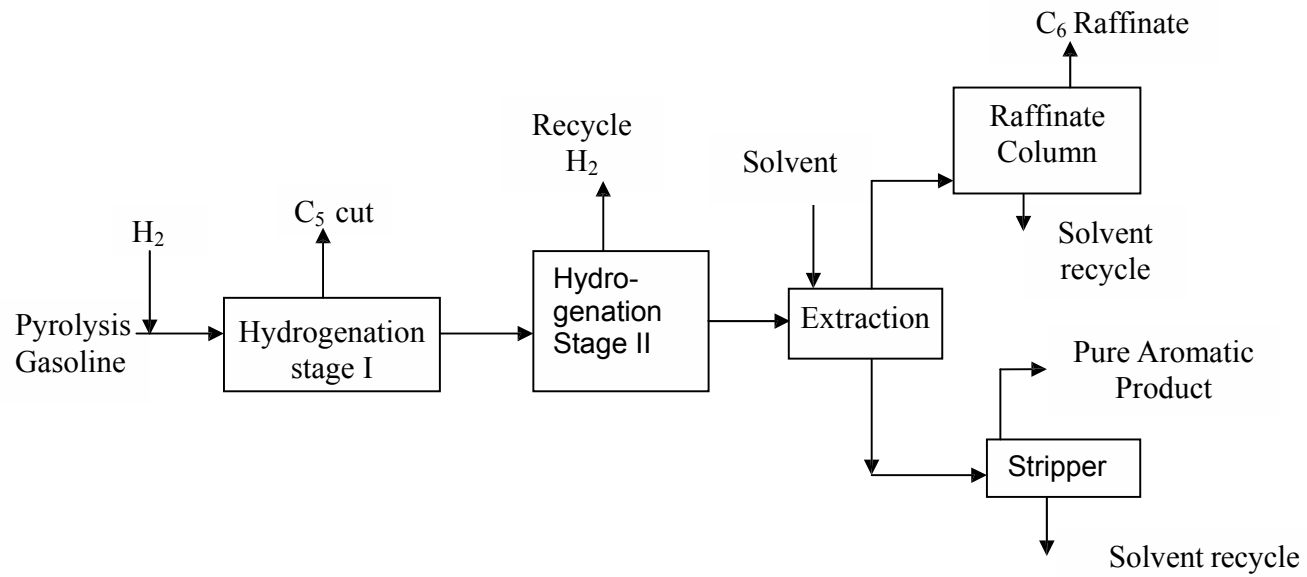 C₆ Raffinate
Raffinate
Column
Recycle
H₂
Solvent
C₅ cut
H₂
Solvent
recycle
Hydro-
genation
Stage II
Extraction
Pyrolysis
Gasoline
Hydrogenation
stage I
Pure Aromatic
Product
Stripper
Solvent recycle